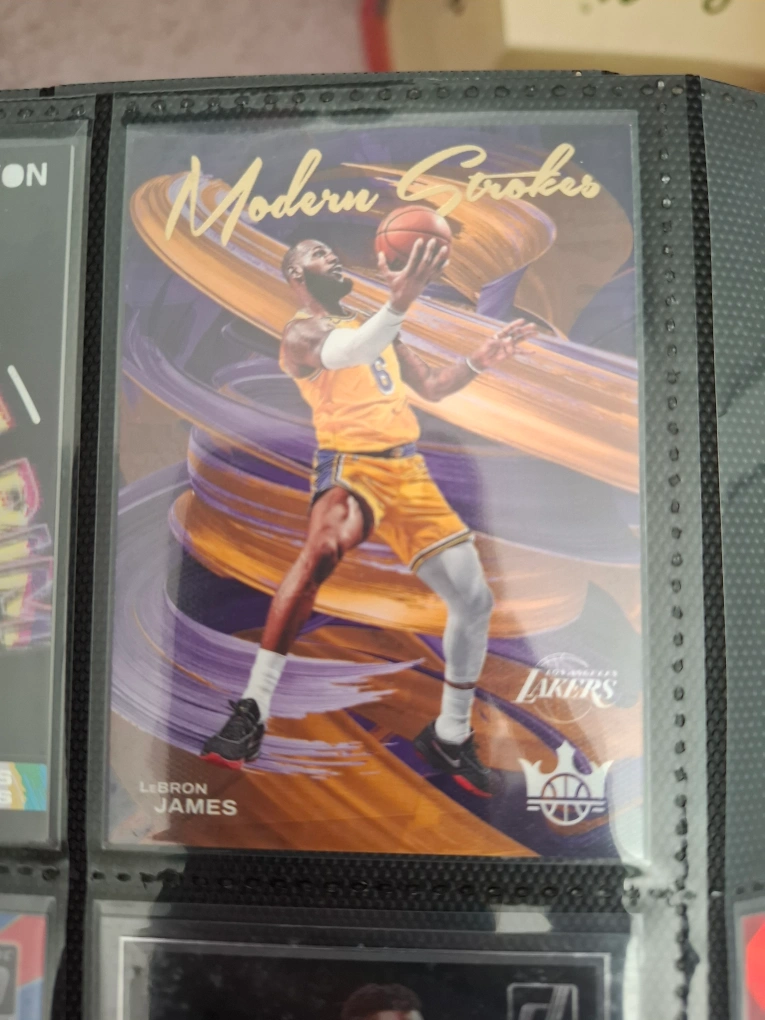 ON
Modern Strokes
6
LOS ANGELES
LAKERS
LeBRON
JAMES
S
S